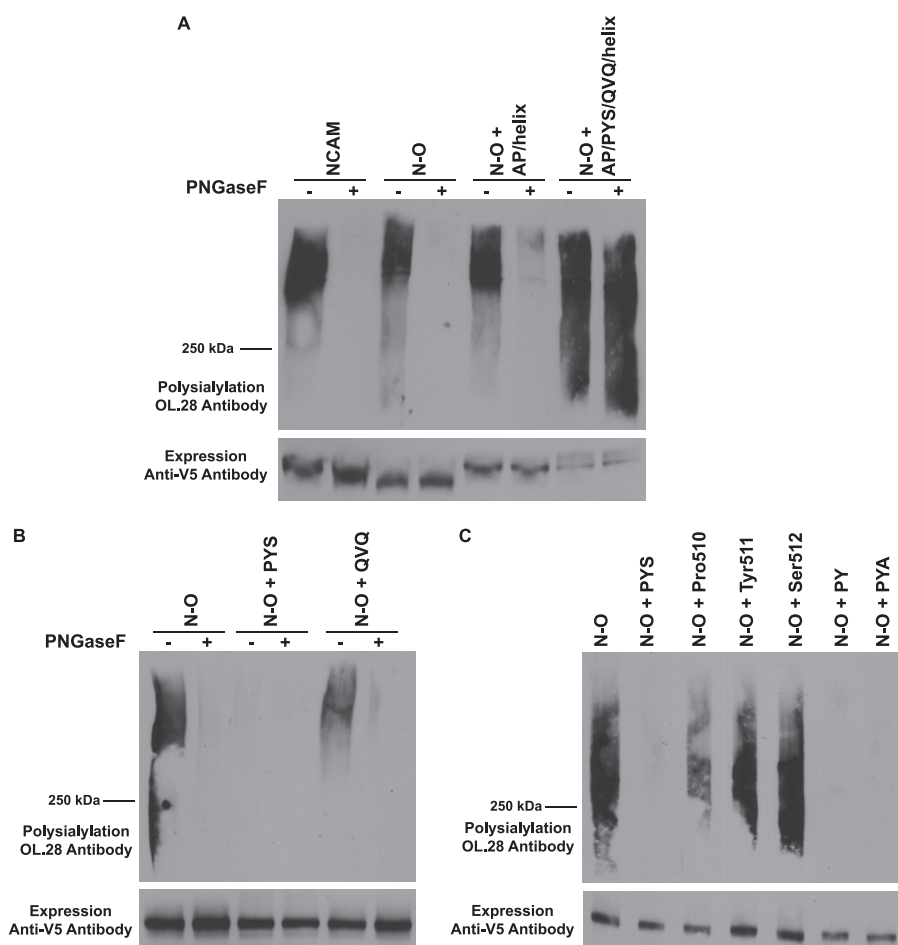 A
NCAM
N-O
N-O +
AP/helix
N-O +
AP/PYS/QVQ/helix
PNGaseF
- + - + - + - +
250 kDa
Polysialylation
OL.28 Antibody
Expression
Anti-V5 Antibody
B
N-O
N-O + PYS
N-O + QVQ
PNGaseF
- + - + - +
250 kDa
Polysialylation
OL.28 Antibody
Expression
Anti-V5 Antibody
C
N-O
N-O + PYS
N-O + Pro510
N-O + Tyr511
N-O + Ser512
N-O + PY
N-O + PYA
250 kDa
Polysialylation
OL.28 Antibody
Expression
Anti-V5 Antibody